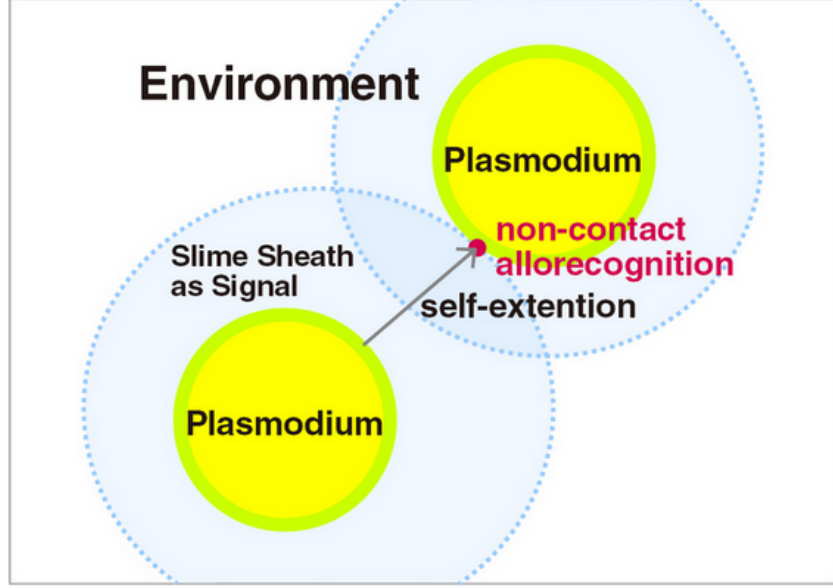 Environment
Plasmodium
non-contact
allorecognition
Slime Sheath
as Signal
self-extention
Plasmodium